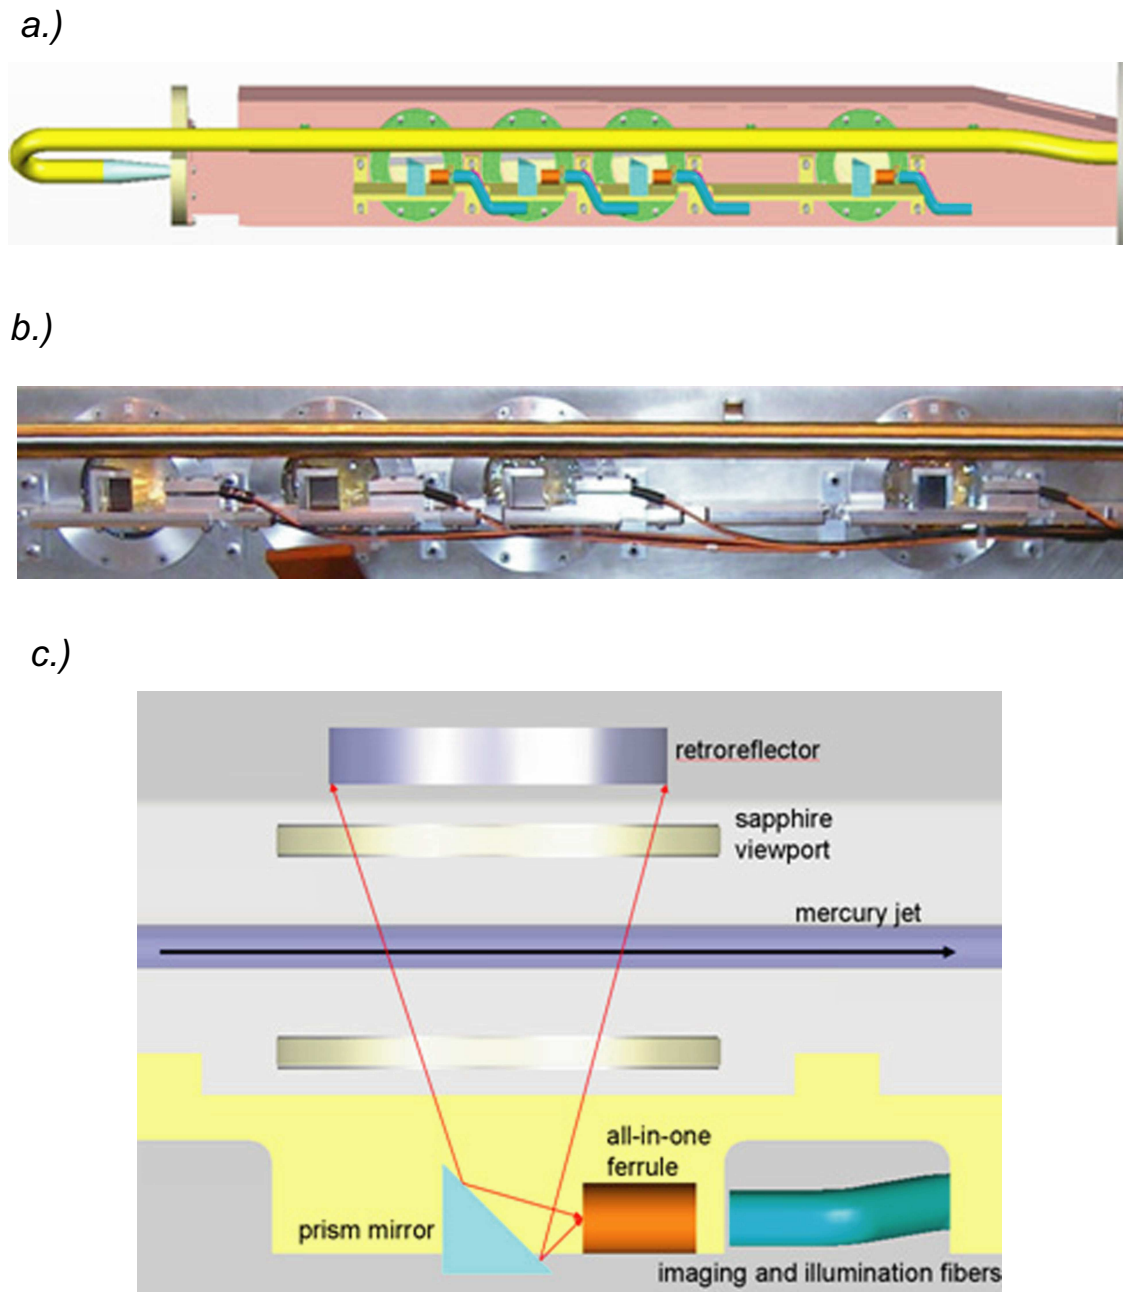 a.)
b.)
c.)
retroreflector
sapphire
viewport
mercury jet
all-in-one
ferrule
prism mirror
imaging and illumination fibers